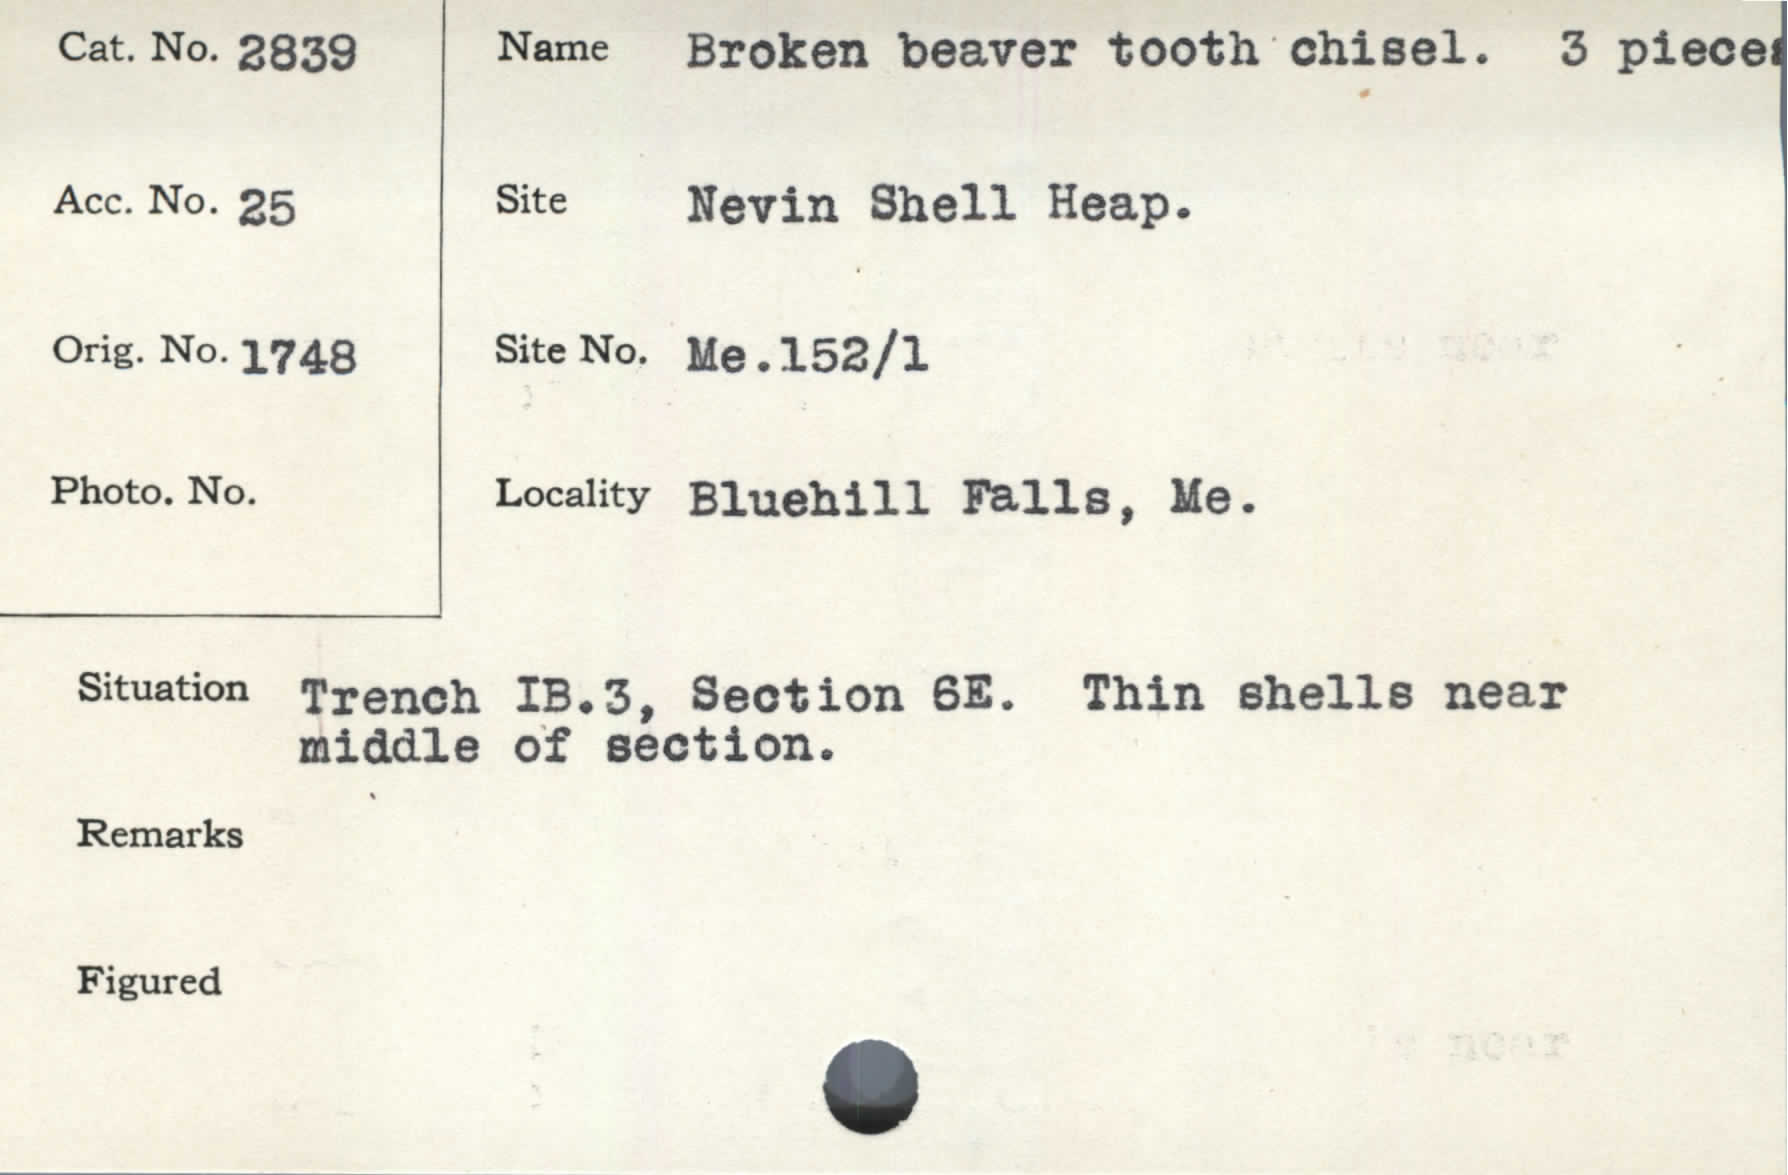 Cat. No. 2839
Name Broken beaver tooth chisel. 3 pieces
Acc. No. 25
Site Nevin Shell Heap.
Orig. No. 1748
Site No. Me.152/1
Photo. No.
Locality Bluehill Falls, Me.
Situation Trench IB.3, Section 6E. Thin shells near
middle of section.
Remarks
Figured